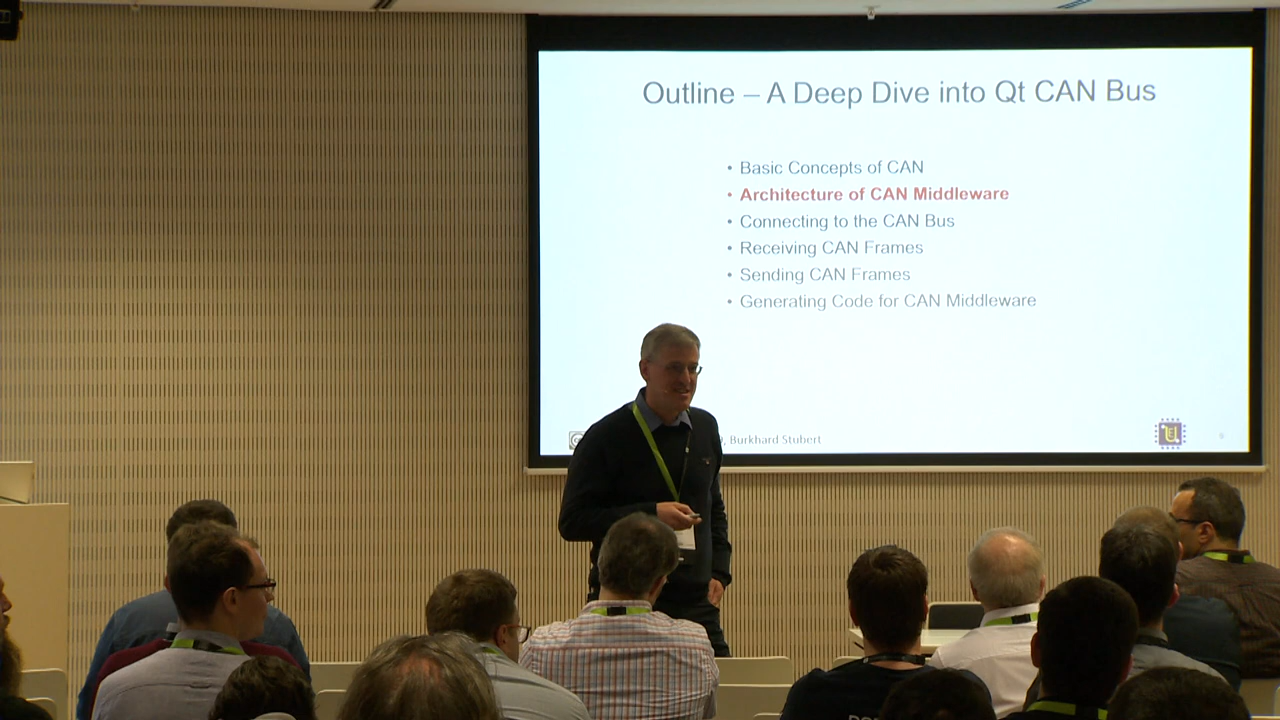 Outline – A Deep Dive into Qt CAN Bus
• Basic Concepts of CAN
• Architecture of CAN Middleware
• Connecting to the CAN Bus
• Receiving CAN Frames
• Sending CAN Frames
• Generating Code for CAN Middleware
, Burkhard Stubert